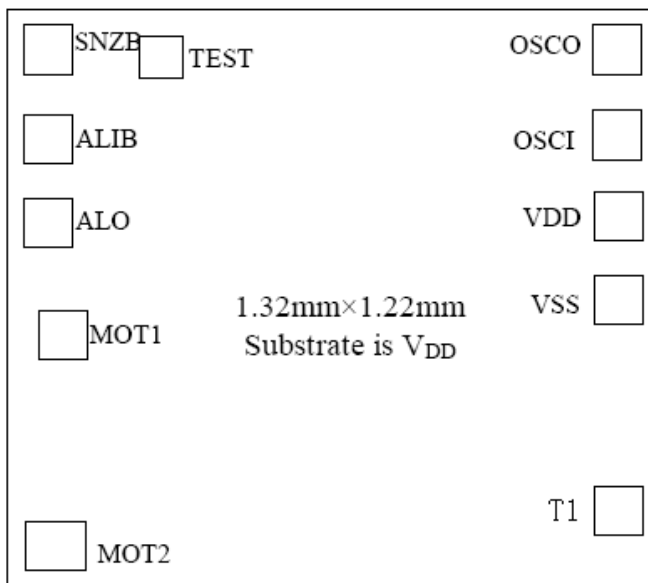 SNZB
TEST
OSCO
ALIB
OSCI
ALO
VDD
1.32mm×1.22mm
VSS
MOT1
Substrate is VDD
T1
MOT2